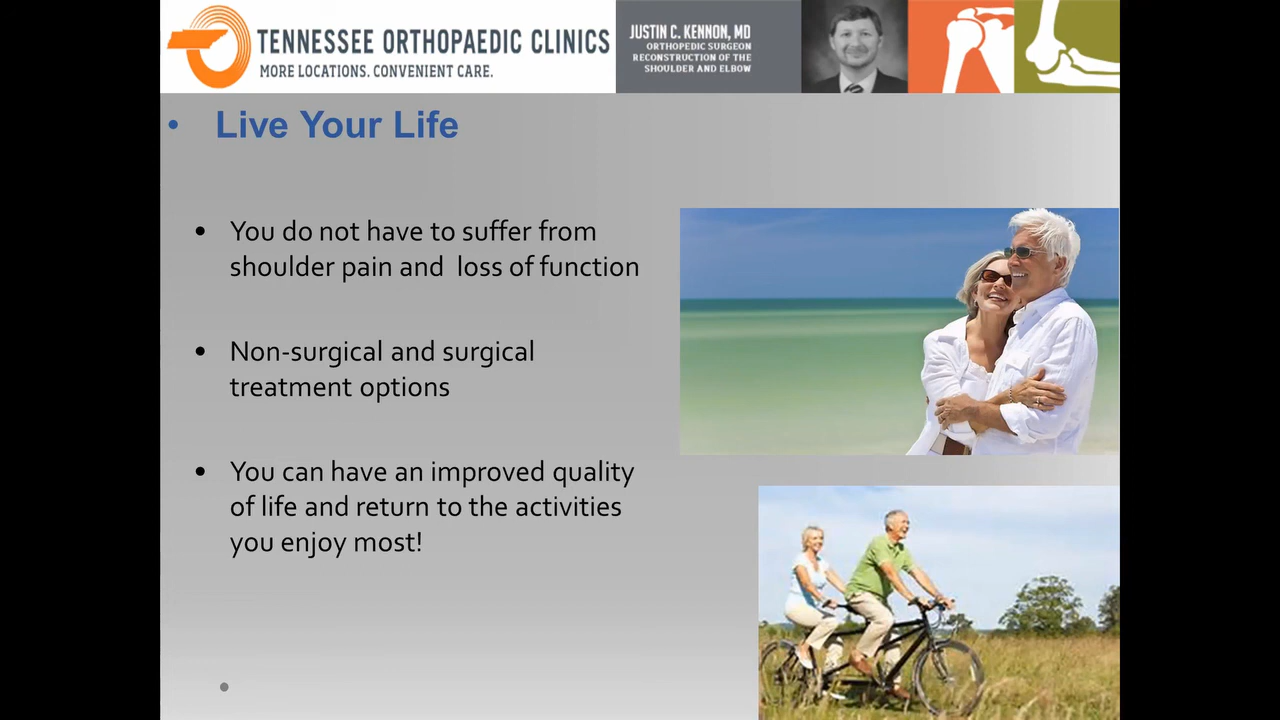 TENNESSEE ORTHOPAEDIC CLINICS
MORE LOCATIONS. CONVENIENT CARE.
JUSTIN C. KENNON, MD
ORTHOPEDIC SURGEON
RECONSTRUCTION OF THE
SHOULDER AND ELBOW
• Live Your Life
• You do not have to suffer from
shoulder pain and loss of function
• Non-surgical and surgical
treatment options
• You can have an improved quality
of life and return to the activities
you enjoy most!